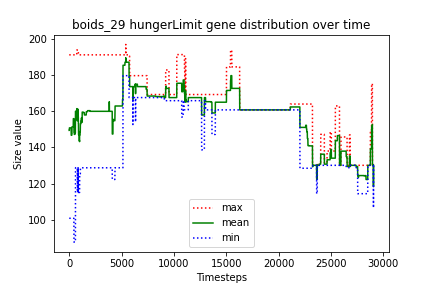 boids_29 hungerLimit gene distribution over time
Size value
200
180
160
140
120
100
max
mean
min
0
5000
10000
15000
20000
25000
30000
Timesteps